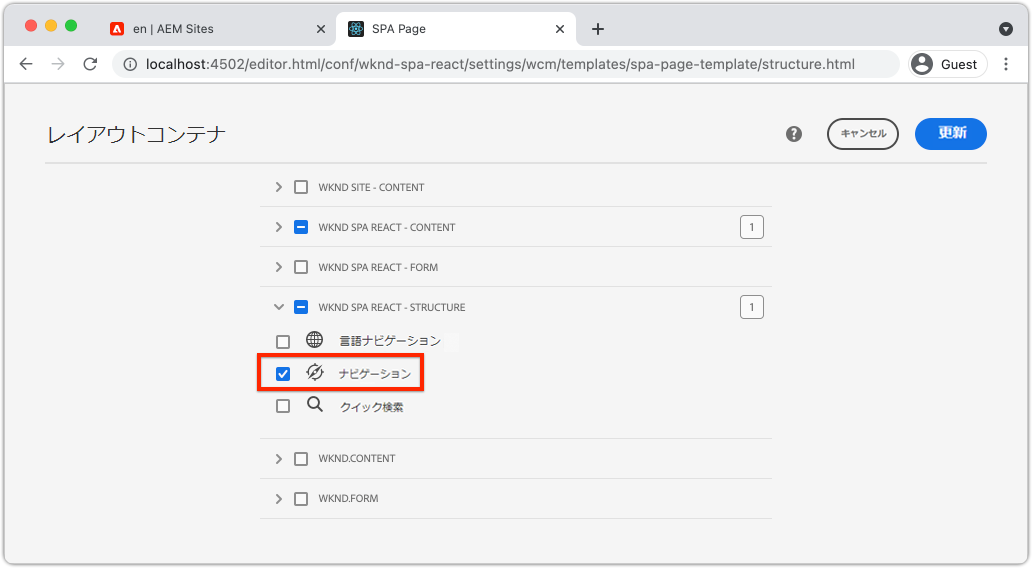 en | AEM Sites
SPA Page
localhost:4502/editor.html/conf/wknd-spa-react/settings/wcm/templates/spa-page-template/structure.html
Guest
レイアウトコンテナ
?
キャンセル
更新
WKND SITE - CONTENT
WKND SPA REACT - CONTENT
1
WKND SPA REACT - FORM
WKND SPA REACT - STRUCTURE
1
言語ナビゲーション
ナビゲーション
クイック検索
WKND.CONTENT
WKND.FORM